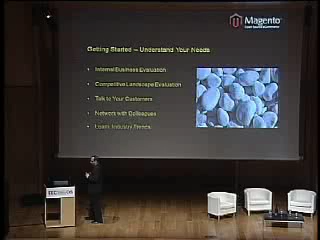 Magento
Getting Started – Understand Your Needs
• Internal Business Evaluation
• Competitive Landscape Evaluation
• Talk to Your Customers
• Network with Colleagues
• Learn Industry Trends